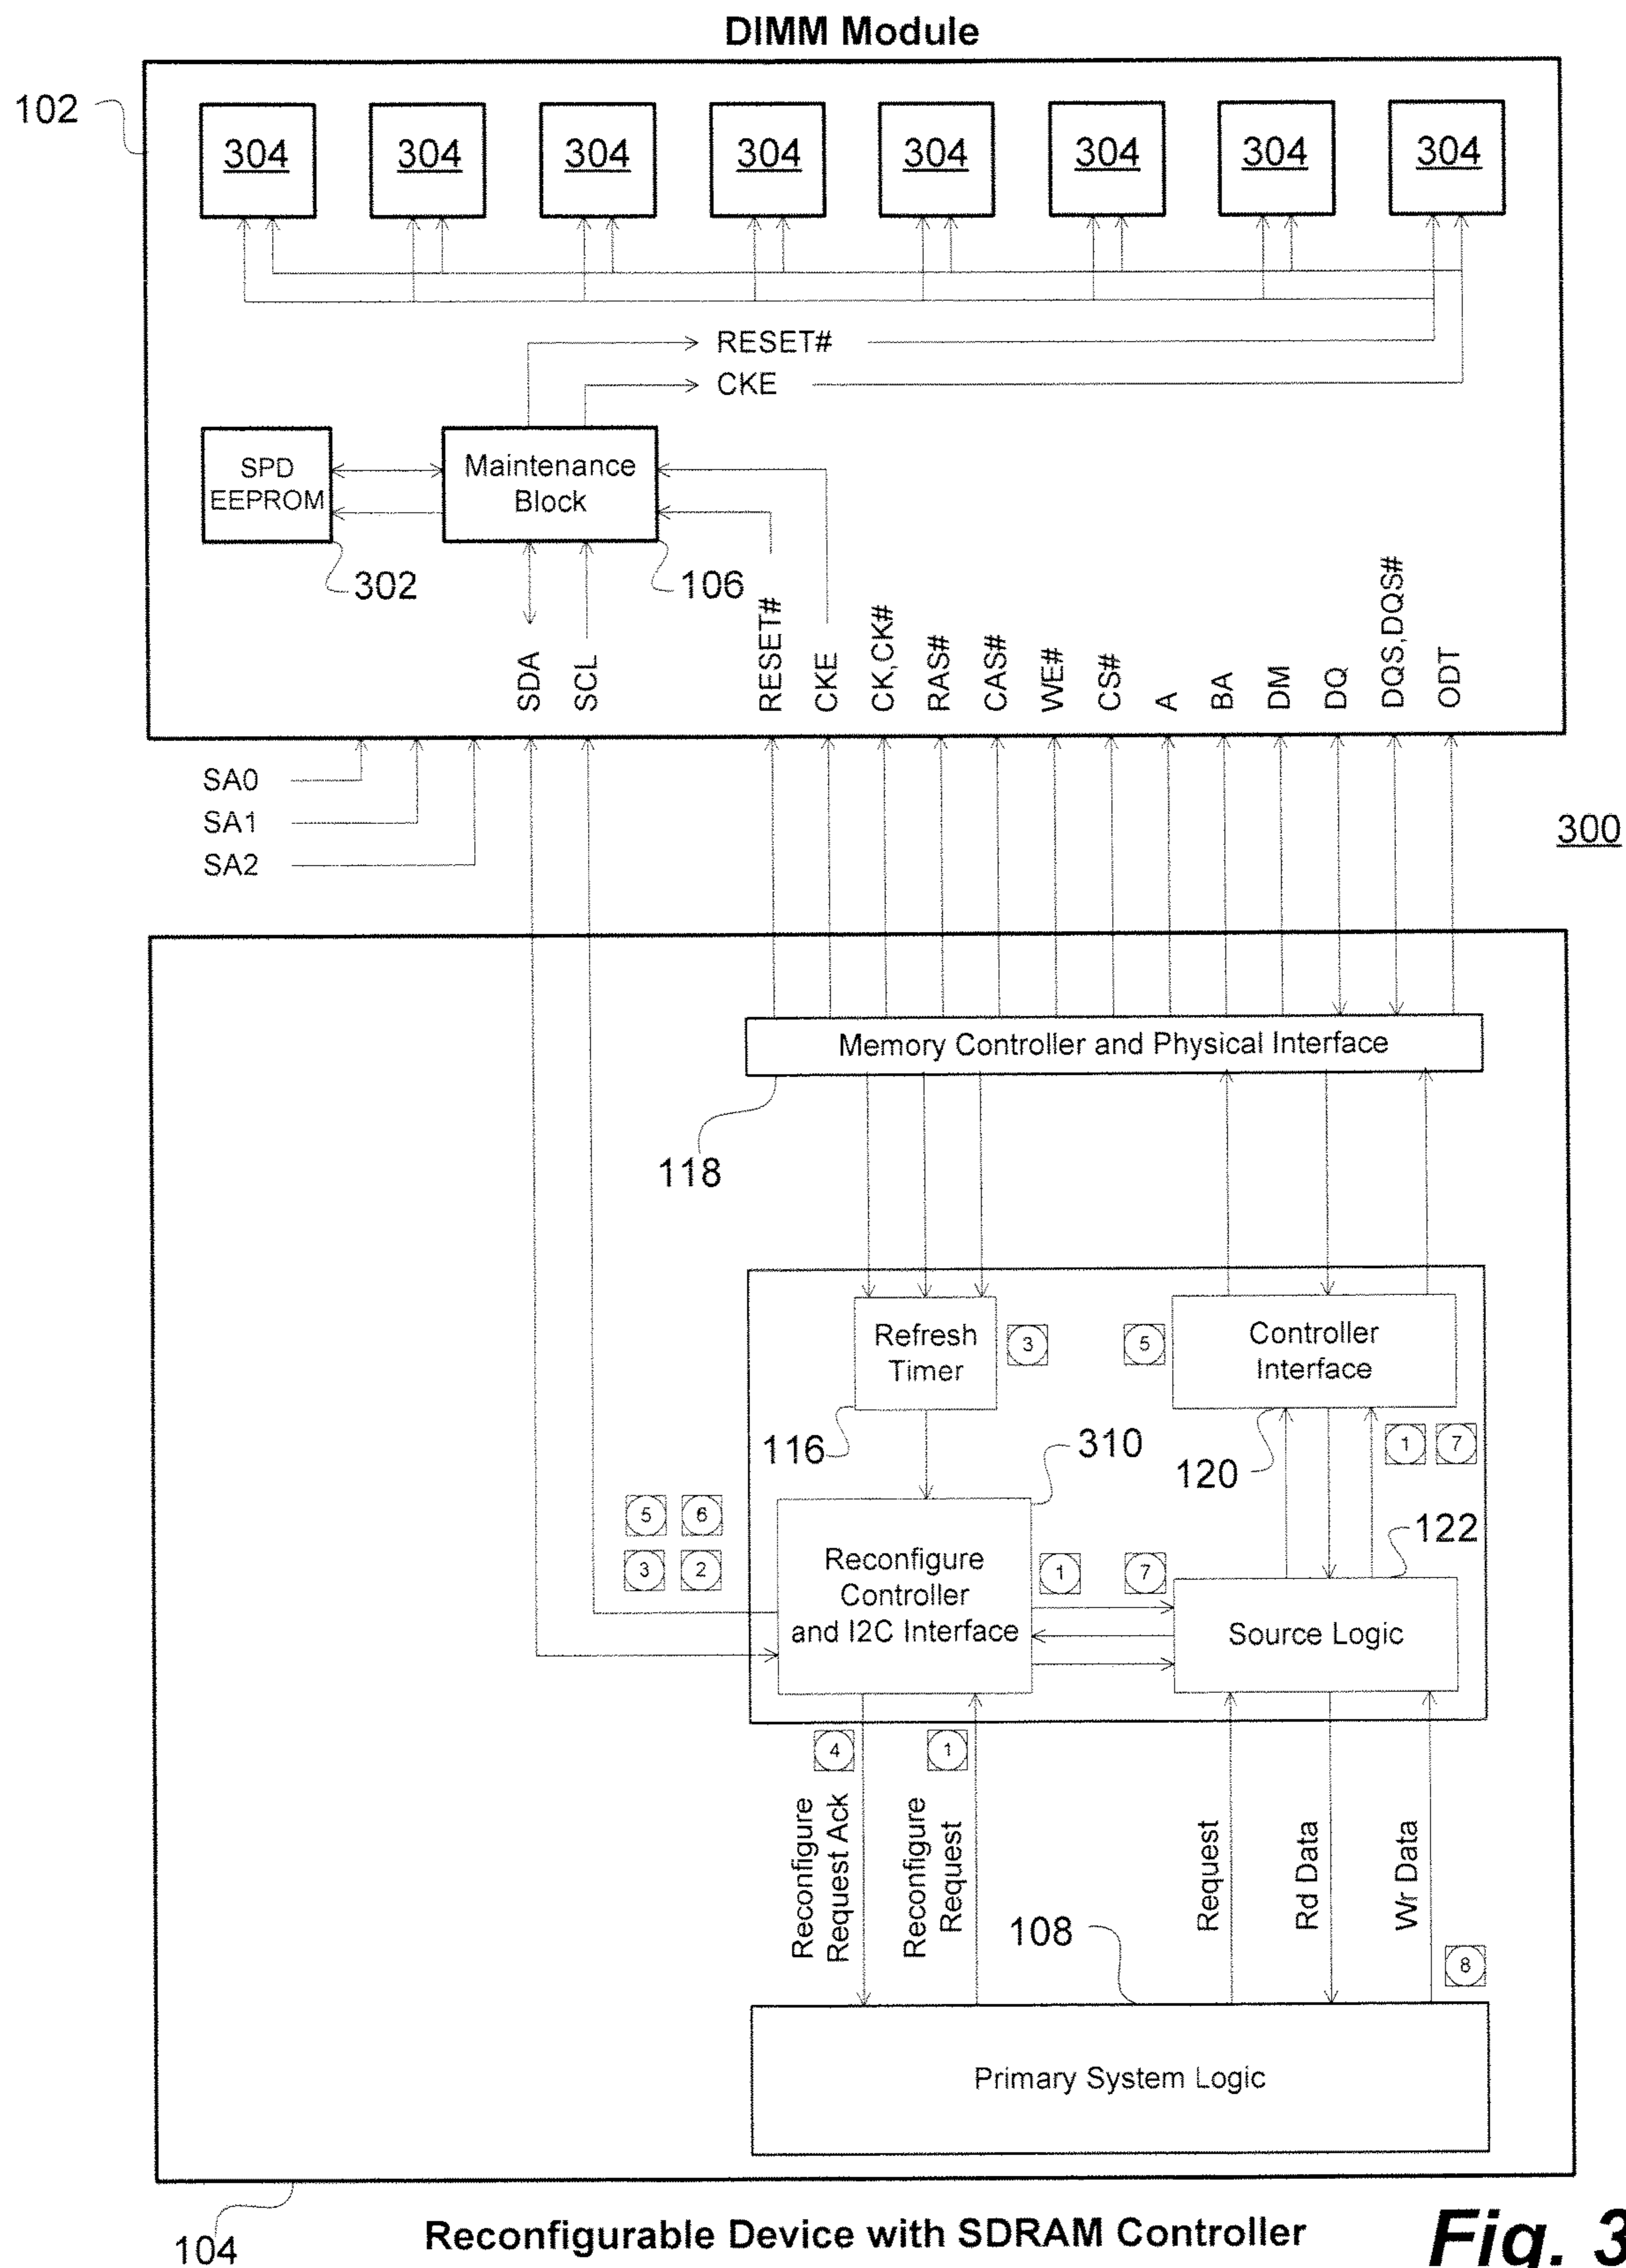 DIMM Module
102
304 304 304 304 304 304 304 304
RESET#
CKE
SPD
EEPROM
Maintenance
Block
302
106
SDA
SCL
RESET#
CKE
CK,CK#
RAS#
CAS#
WE#
CS#
A
BA
DM
DQ
DQS,DQS#
ODT
SA0
SA1
SA2
300
Memory Controller and Physical Interface
118
Refresh
Timer
3
5
Controller
Interface
116
310
120
1 7
5 6
3 2
Reconfigure
Controller
and I2C Interface
1 7
122
Source Logic
4
1
Reconfigure
Request Ack
Reconfigure
Request
Request
Rd Data
Wr Data
108
8
Primary System Logic
104
Reconfigurable Device with SDRAM Controller
Fig. 3